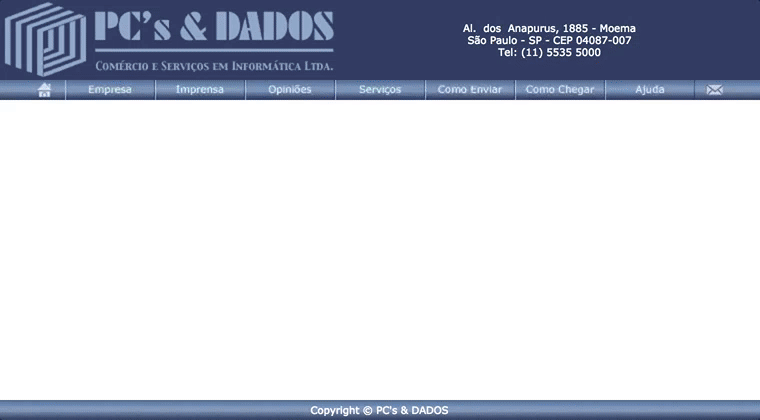 PC's & DADOS
COMÉRCIO E SERVIÇOS EM INFORMÁTICA LTDA.
Al. dos Anapurus, 1885 - Moema
São Paulo - SP - CEP 04087-007
Tel: (11) 5535 5000
Empresa Imprensa Opiniões Serviços Como Enviar Como Chegar Ajuda
Copyright © PC's & DADOS